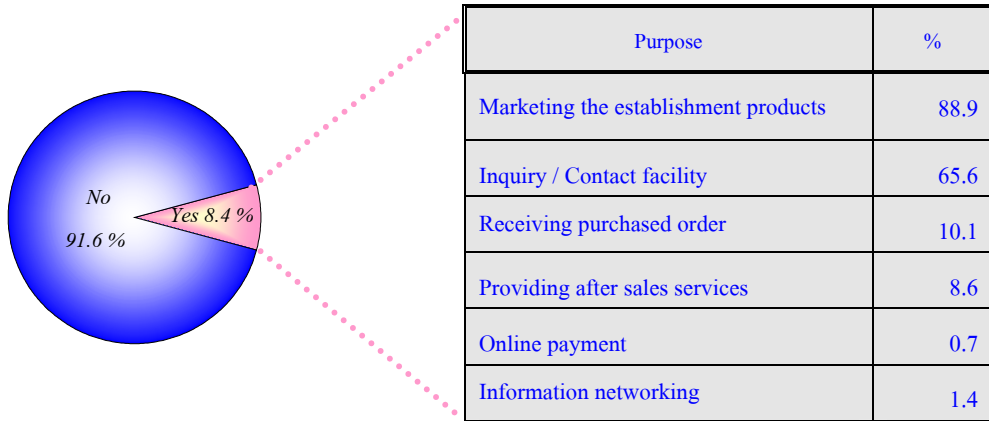 No
91.6 %
Yes 8.4 %
Purpose %
Marketing the establishment products 88.9
Inquiry / Contact facility 65.6
Receiving purchased order 10.1
Providing after sales services 8.6
Online payment 0.7
Information networking 1.4